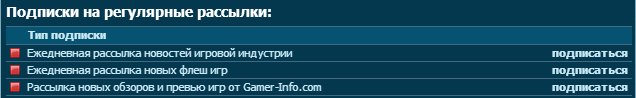 Подписки на регулярные рассылки:
Тип подписки
Ежедневная рассылка новостей игровой индустрии подписаться
Ежедневная рассылка новых флеш игр подписаться
Рассылка новых обзоров и превью игр от Gamer-Info.com подписаться